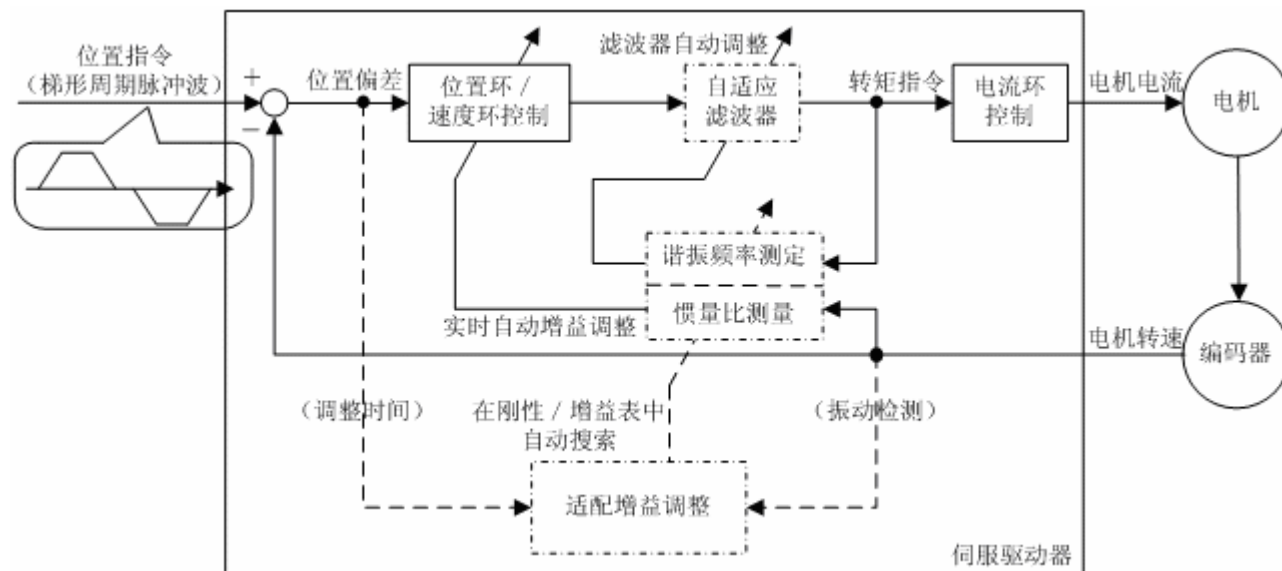 位置指令
（梯形周期脉冲波）
+
−
位置偏差
位置环/
速度环控制
滤波器自动调整
自适应
滤波器
转矩指令
电流环
控制
电机电流
电机
谐振频率测定
惯量比测量
实时自动增益调整
电机转速
编码器
（调整时间）
在刚性/增益表中
自动搜索
（振动检测）
适配增益调整
伺服驱动器